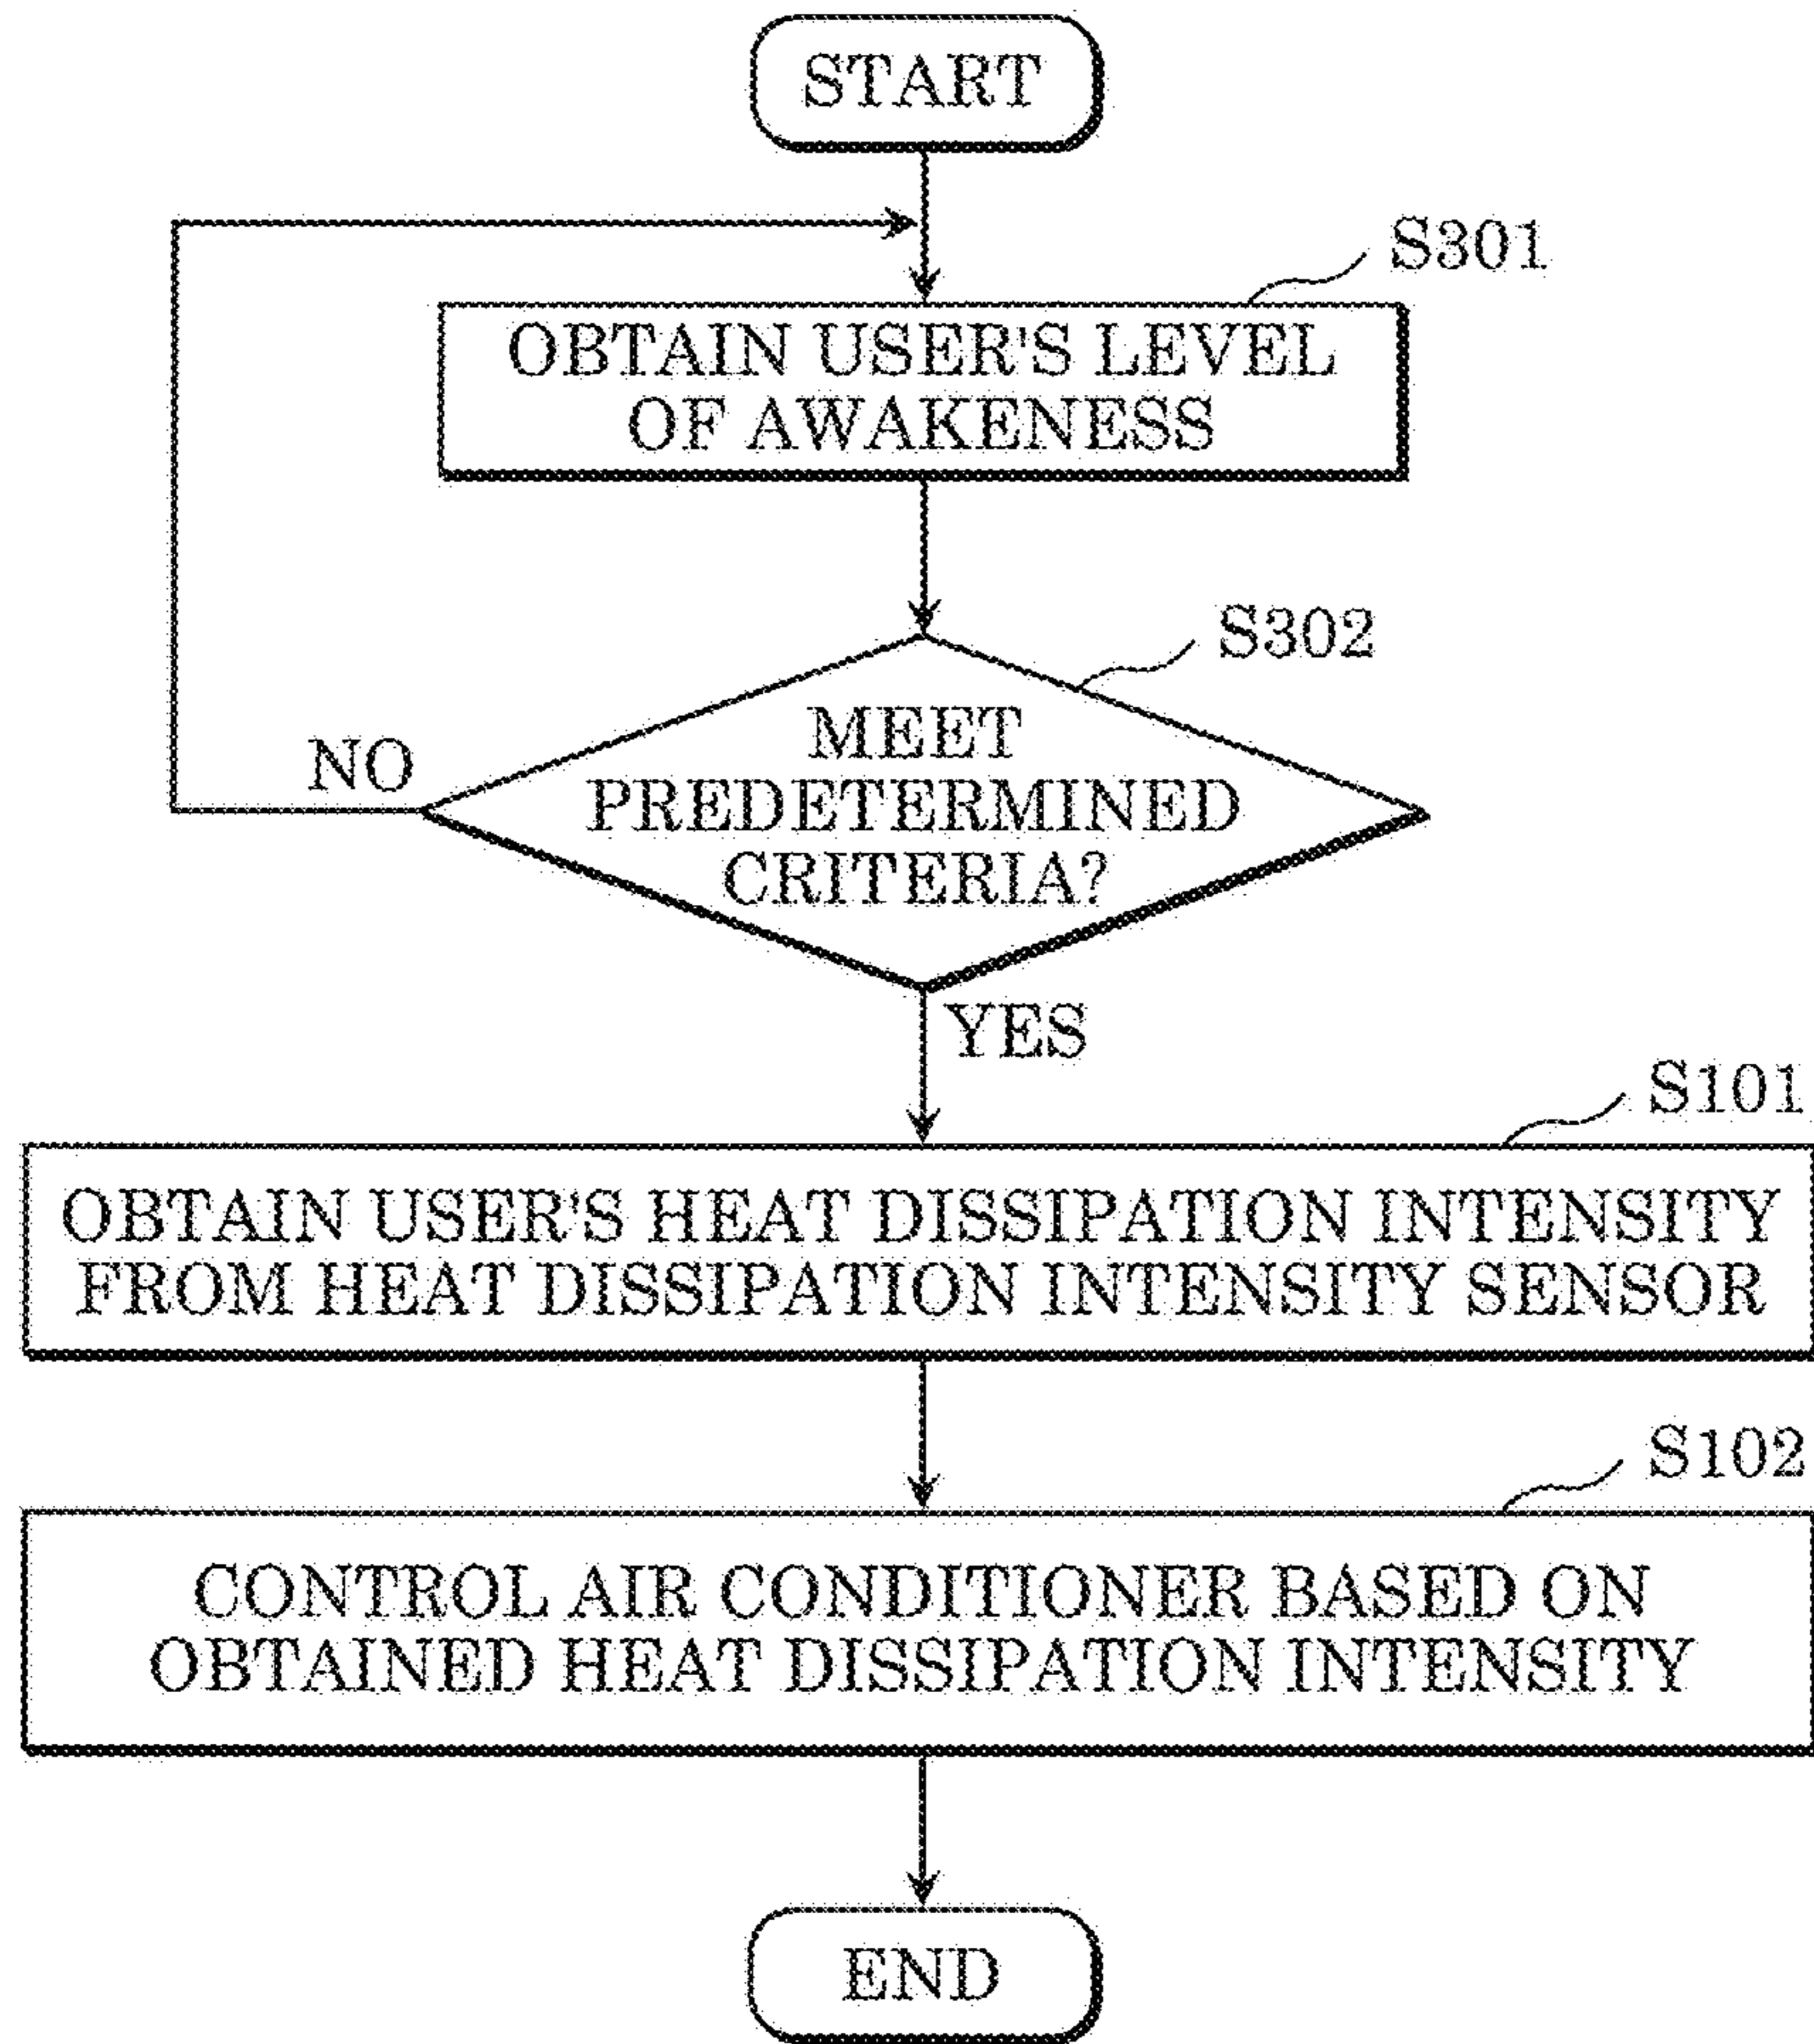 START
S301
OBTAIN USER'S LEVEL
OF AWAKENESS
S302
MEET
PREDETERMINED
CRITERIA?
NO
YES
S101
OBTAIN USER'S HEAT DISSIPATION INTENSITY
FROM HEAT DISSIPATION INTENSITY SENSOR
S102
CONTROL AIR CONDITIONER BASED ON
OBTAINED HEAT DISSIPATION INTENSITY
END